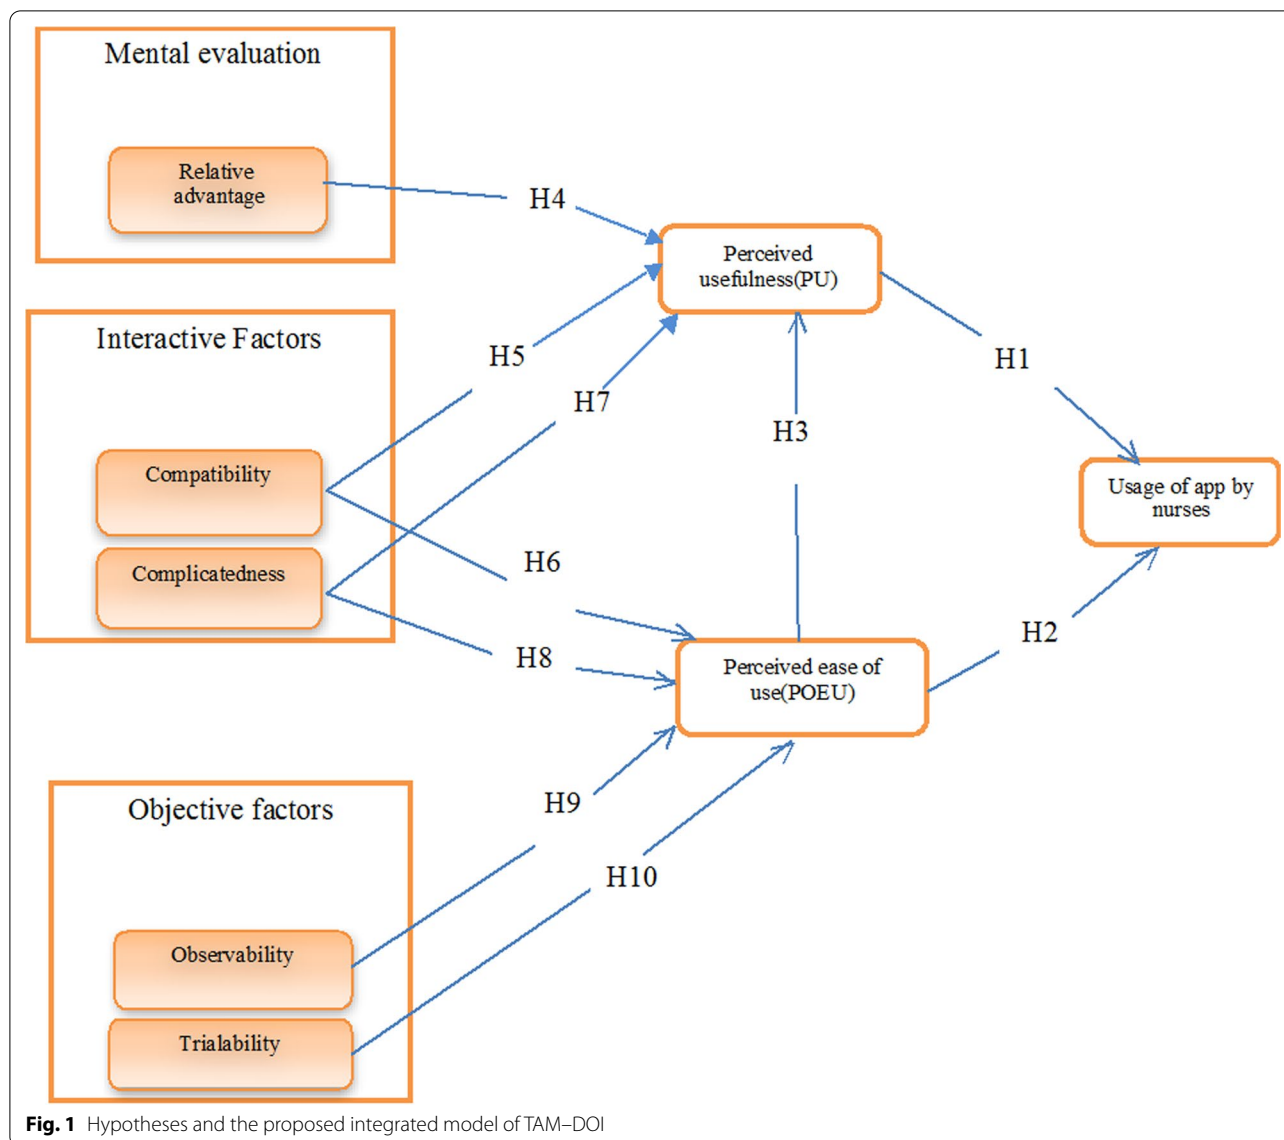 Mental evaluation
Relative
advantage
H4
Perceived
usefulness(PU)
Interactive Factors
H5
H1
H7
H3
Compatibility
Usage of app by
nurses
Complicatedness
H6
H2
H8
Perceived ease of
use(POEU)
Objective factors
H9
H10
Observability
Trialability
Fig. 1 Hypotheses and the proposed integrated model of TAM–DOI